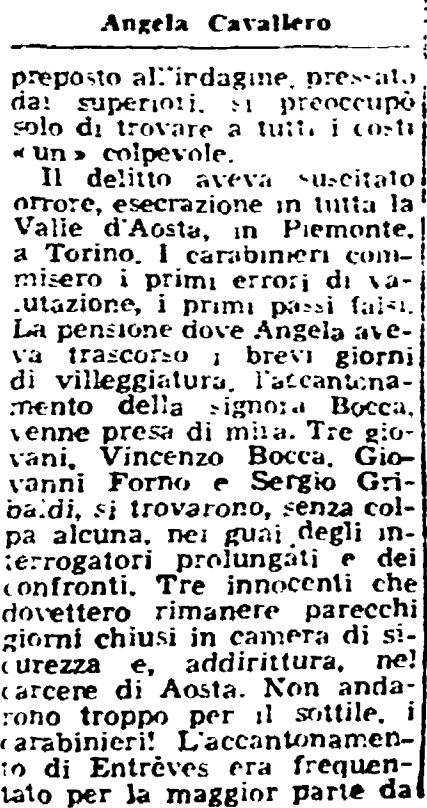 Angela Cavallero
preposto all'indagine, pressato
dai superiori, si preoccupò
solo di trovare a tutti i costi
«un» colpevole.
Il delitto aveva suscitato
orrore, esecrazione in tutta la
Valle d'Aosta, in Piemonte,
a Torino. I carabinieri com-
misero i primi errori di va-
lutazione, i primi passi falsi.
La pensione dove Angela ave-
va trascorso i brevi giorni
di villeggiatura, l'accantona-
mento della signora Bocca,
venne presa di mira. Tre gio-
vani, Vincenzo Bocca, Gio-
vanni Forno e Sergio Gri-
baldi, si trovarono, senza col-
pa alcuna, nei guai degli in-
terrogatori prolungati e dei
confronti. Tre innocenti che
dovettero rimanere parecchi
giorni chiusi in camera di si-
curezza e, addirittura, nel
carcere di Aosta. Non anda-
rono troppo per il sottile, i
carabinieri! L'accantonamen-
to di Entrèves era frequen-
tato per la maggior parte da